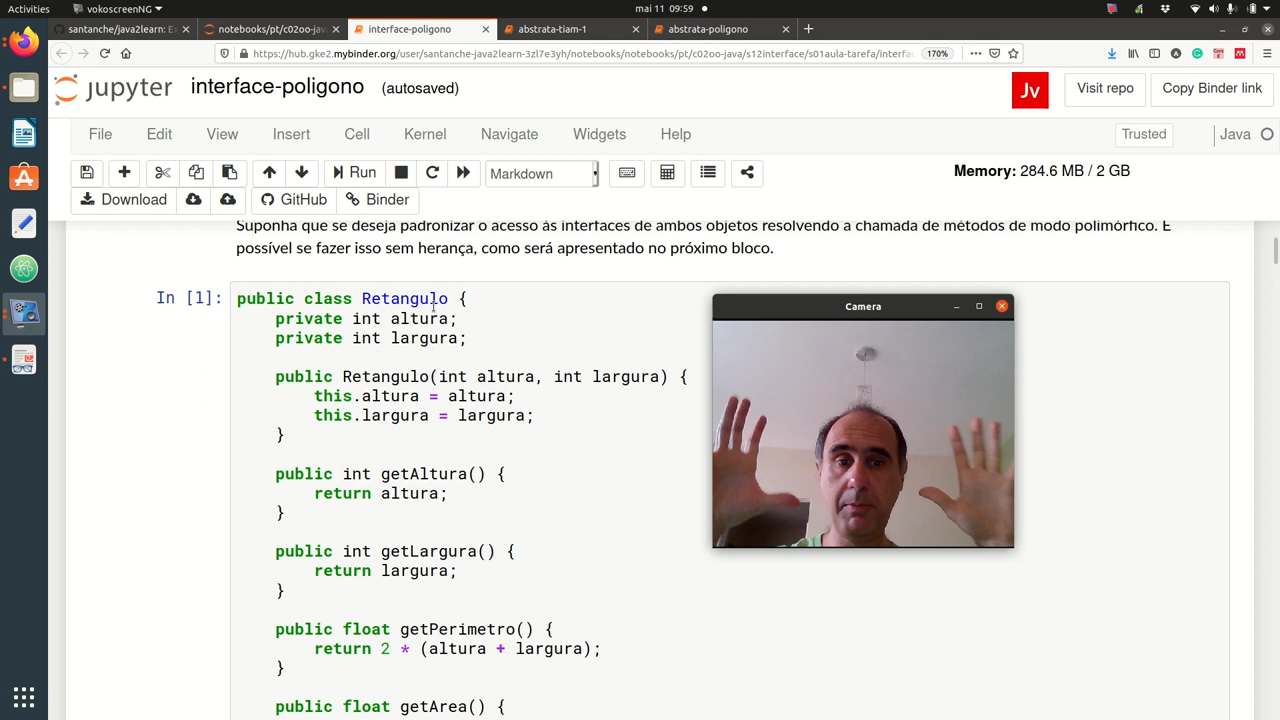 Activities
vokoscreenNG
mai 11 09:59
santanche/java2learn: Ex
notebooks/pt/c02oo-jav
interface-poligono
abstrata-tiam-1
abstrata-poligono
https://hub.gke2.mybinder.org/user/santanche-java2learn-3zl7e3yh/notebooks/notebooks/pt/c02oo-java/s12interface/s01aula-tarefa/interfac
170%
jupyter
interface-poligono
(autosaved)
Jv
Visit repo
Copy Binder link
File
Edit
View
Insert
Cell
Kernel
Navigate
Widgets
Help
Trusted
Java
Run
Markdown
Memory: 284.6 MB / 2 GB
Download
GitHub
Binder
Suponha que se deseja padronizar o acesso às interfaces de ambos objetos resolvendo a chamada de métodos de modo polimórfico. É
possível se fazer isso sem herança, como será apresentado no próximo bloco.
In [1]:
public class Retangulo {
private int altura;
private int largura;
public Retangulo(int altura, int largura) {
this.altura = altura;
this.largura = largura;
}
public int getAltura() {
return altura;
}
public int getLargura() {
return largura;
}
public float getPerimetro() {
return 2 * (altura + largura);
}
public float getArea() {
Camera